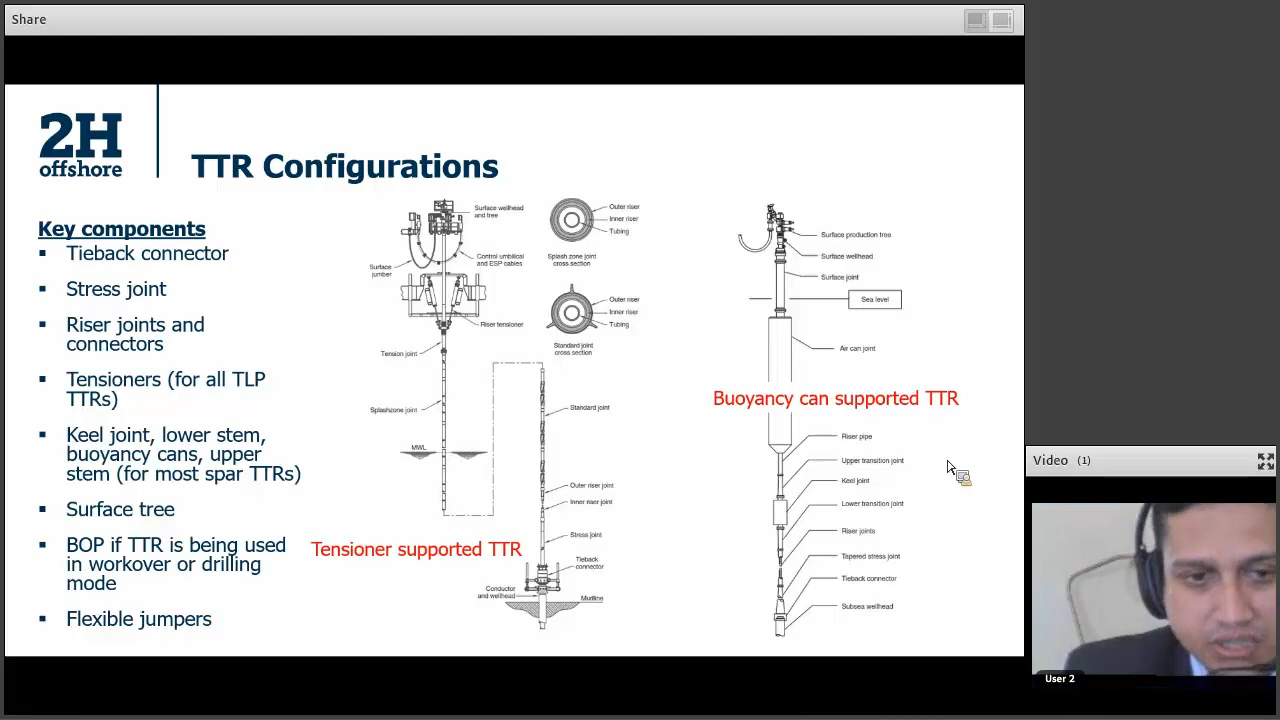 Share
2H
offshore
TTR Configurations
Key components
Tieback connector
Stress joint
Riser joints and
connectors
Tensioners (for all TLP
TTRs)
Keel joint, lower stem,
buoyancy cans, upper
stem (for most spar TTRs)
Surface tree
BOP if TTR is being used
in workover or drilling
mode
Flexible jumpers
Surface wellhead
and tree
Control umbilical
and ESP cables
Surface
jumber
Riser tensioner
Tension joint
Splashzone joint
MWL
Tensioner supported TTR
Outer riser
Inner riser
Tubing
Splash zone joint
cross section
Outer riser
Inner riser
Tubing
Standard joint
cross section
Standard joint
Outer riser joint
Inner riser joint
Stress joint
Tieback
connector
Conductor
and wellhead
Mudline
Surface production tree
Surface wellhead
Surface joint
Sea level
Air can joint
Buoyancy can supported TTR
Riser pipe
Upper transition joint
Keel joint
Lower transition joint
Riser joints
Tapered stress joint
Tieback connector
Subsea wellhead
Video (1)
User 2